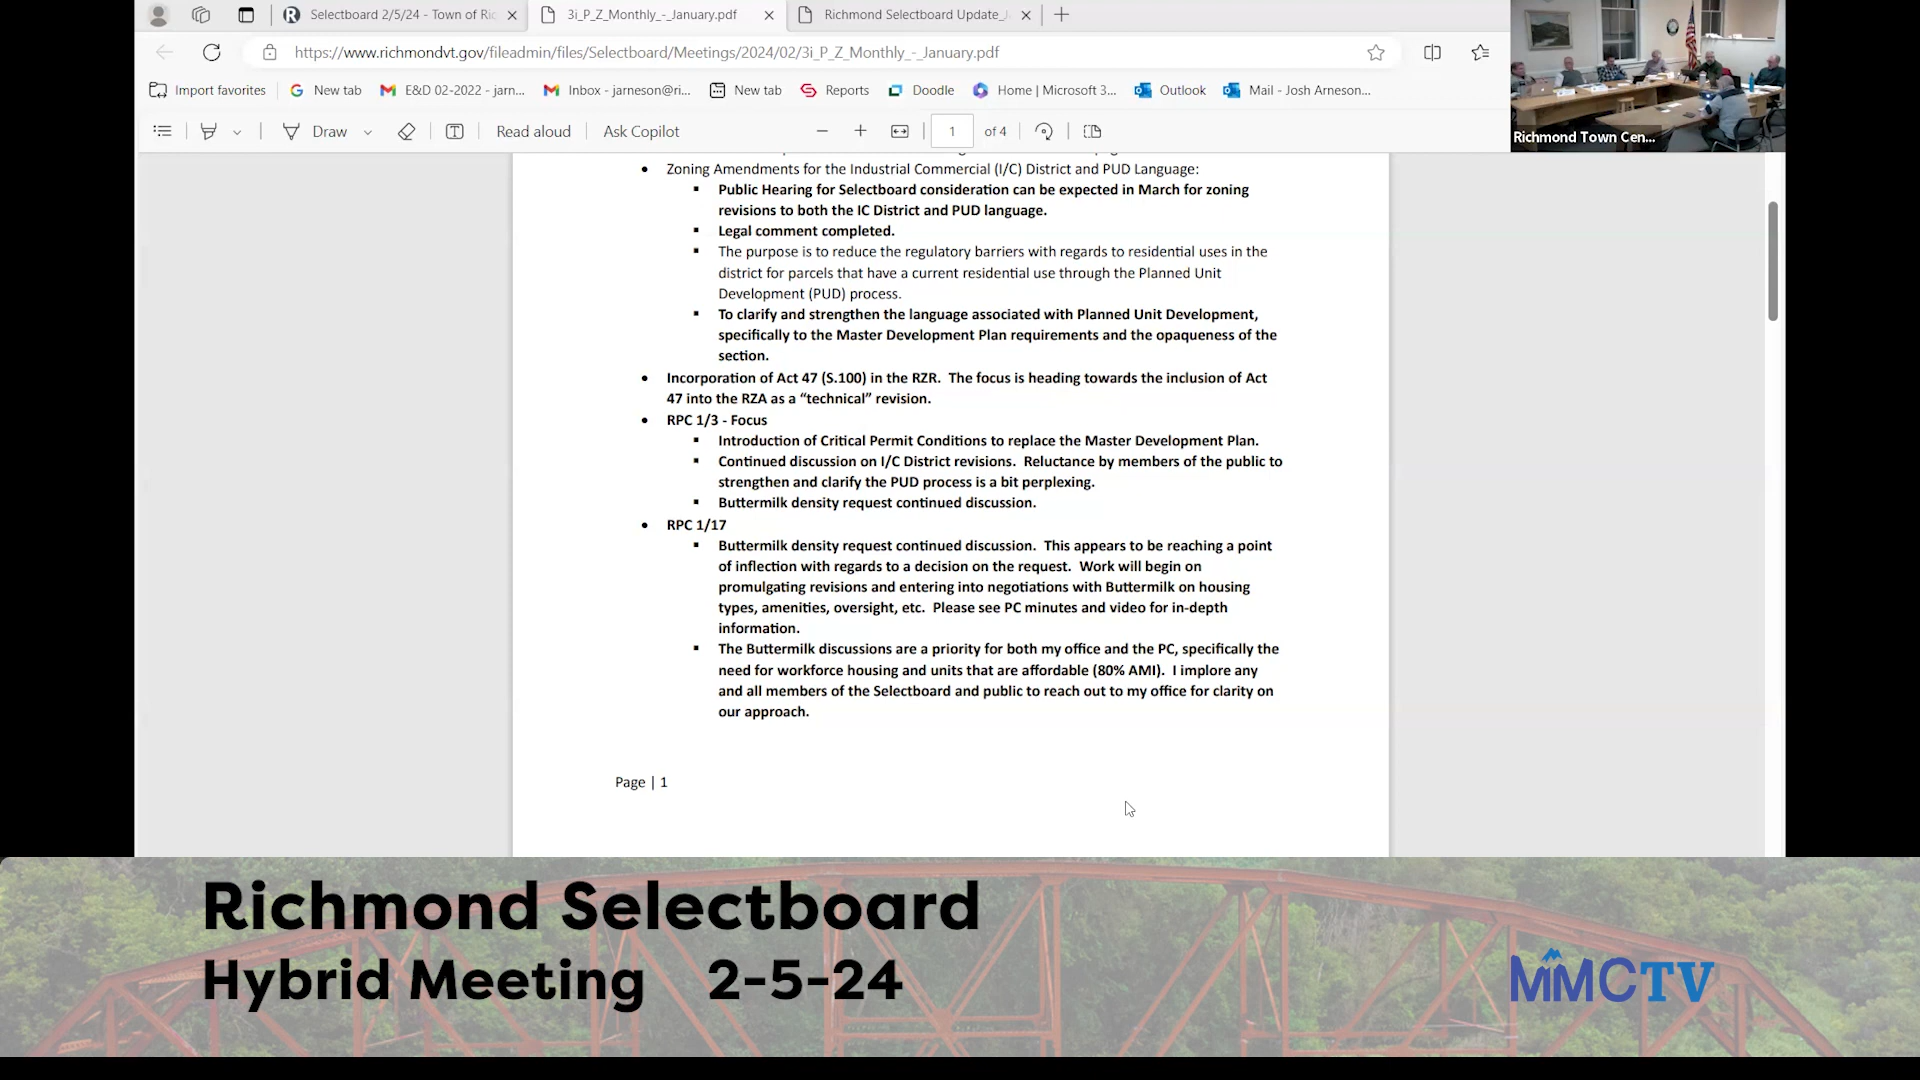 Selectboard 2/5/24 - Town of Ric
3i_P_Z_Monthly_-_January.pdf
Richmond Selectboard Update_J
https://www.richmondvt.gov/fileadmin/files/Selectboard/Meetings/2024/02/3i_P_Z_Monthly_-_January.pdf
Import favorites
New tab
E&D 02-2022 - jarn...
Inbox - jarneson@ri...
New tab
Reports
Doodle
Home | Microsoft 3...
Outlook
Mail - Josh Arneson...
Draw
Read aloud
Ask Copilot
1
of 4
Richmond Town Cen...
• Zoning Amendments for the Industrial Commercial (I/C) District and PUD Language:
▪ Public Hearing for Selectboard consideration can be expected in March for zoning
revisions to both the IC District and PUD language.
▪ Legal comment completed.
▪ The purpose is to reduce the regulatory barriers with regards to residential uses in the
district for parcels that have a current residential use through the Planned Unit
Development (PUD) process.
▪ To clarify and strengthen the language associated with Planned Unit Development,
specifically to the Master Development Plan requirements and the opaqueness of the
section.
• Incorporation of Act 47 (S.100) in the RZR.  The focus is heading towards the inclusion of Act
47 into the RZA as a “technical” revision.
• RPC 1/3 - Focus
▪ Introduction of Critical Permit Conditions to replace the Master Development Plan.
▪ Continued discussion on I/C District revisions.  Reluctance by members of the public to
strengthen and clarify the PUD process is a bit perplexing.
▪ Buttermilk density request continued discussion.
• RPC 1/17
▪ Buttermilk density request continued discussion.  This appears to be reaching a point
of inflection with regards to a decision on the request.  Work will begin on
promulgating revisions and entering into negotiations with Buttermilk on housing
types, amenities, oversight, etc.  Please see PC minutes and video for in-depth
information.
▪ The Buttermilk discussions are a priority for both my office and the PC, specifically the
need for workforce housing and units that are affordable (80% AMI).  I implore any
and all members of the Selectboard and public to reach out to my office for clarity on
our approach.
Page | 1
Richmond Selectboard
Hybrid Meeting 2-5-24
MMCTV